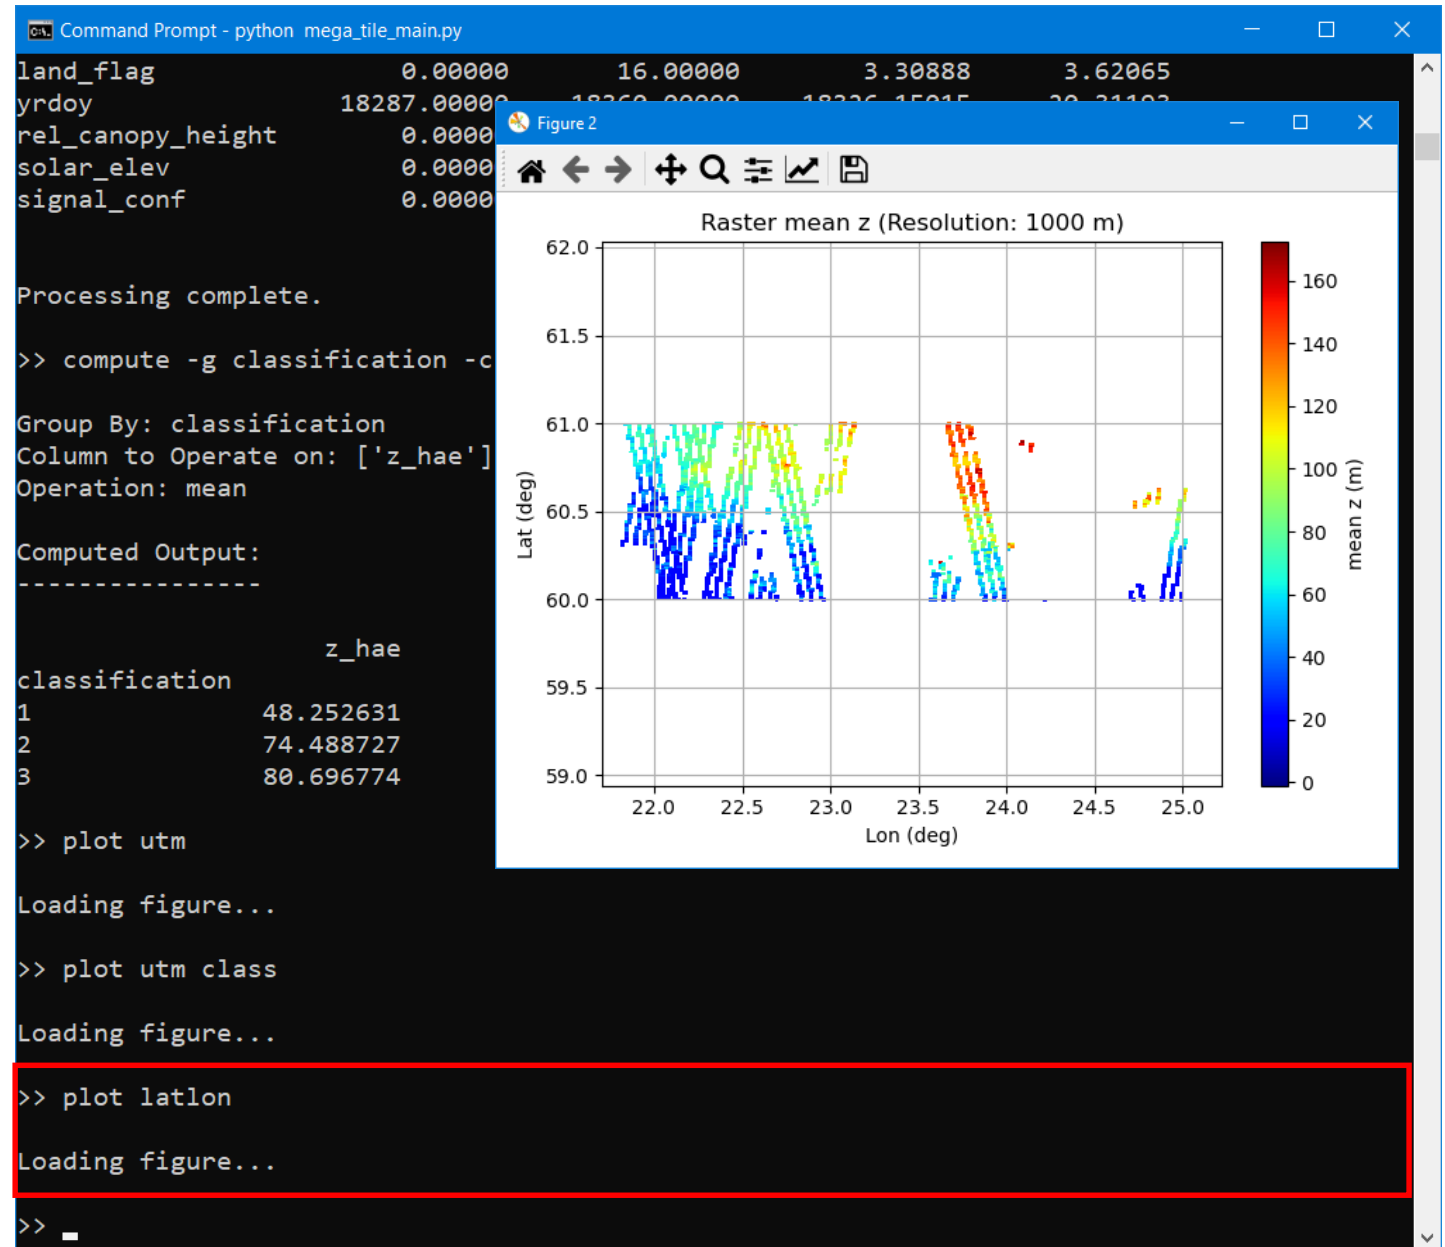 Command Prompt - python mega_tile_main.py
land_flag 0.00000 16.00000 3.30888 3.62065
yrdoy 18287.00000
rel_canopy_height 0.0000
solar_elev 0.0000
signal_conf 0.0000
Processing complete.
>> compute -g classification -c
Group By: classification
Column to Operate on: ['z_hae']
Operation: mean
Computed Output:
----------------
z_hae
classification
1 48.252631
2 74.488727
3 80.696774
>> plot utm
Loading figure...
>> plot utm class
Loading figure...
>> plot latlon
Loading figure...
>>
Figure 2
Raster mean z (Resolution: 1000 m)
62.0
61.5
61.0
60.5
60.0
59.5
59.0
Lat (deg)
22.0 22.5 23.0 23.5 24.0 24.5 25.0
Lon (deg)
160
140
120
100
80
60
40
20
0
mean z (m)